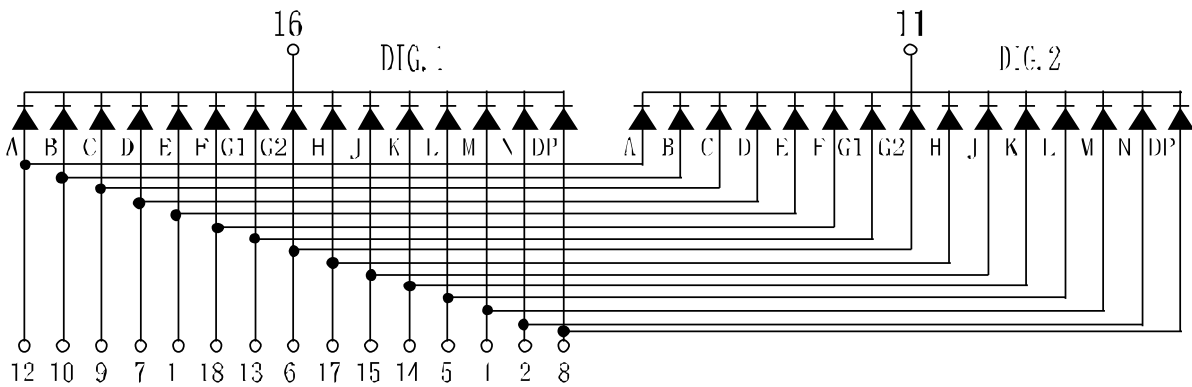 16 11
DIG.1 DIG.2
A B C D E F G1 G2 H J K L M N DP A B C D E F G1 G2 H J K L M N DP
12 10 9 7 1 18 13 6 17 15 14 5 2 8